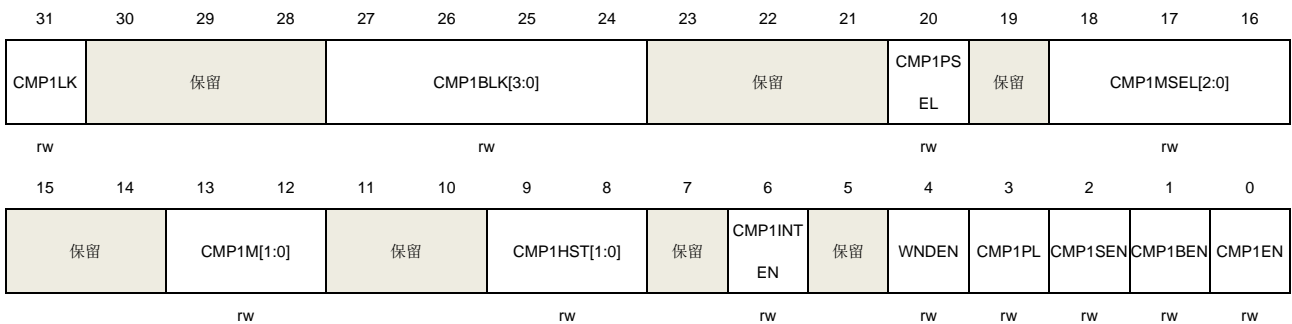 31 30 29 28 27 26 25 24 23 22 21 20 19 18 17 16
CMP1LK 保留 CMP1BLK[3:0] 保留 CMP1PS 保留 CMP1MSEL[2:0]
EL
rw rw rw rw
15 14 13 12 11 10 9 8 7 6 5 4 3 2 1 0
保留 CMP1M[1:0] 保留 CMP1HST[1:0] 保留 CMP1INT 保留 WNDEN CMP1PL CMP1SEN CMP1BEN CMP1EN
EN
rw rw rw rw rw rw rw rw